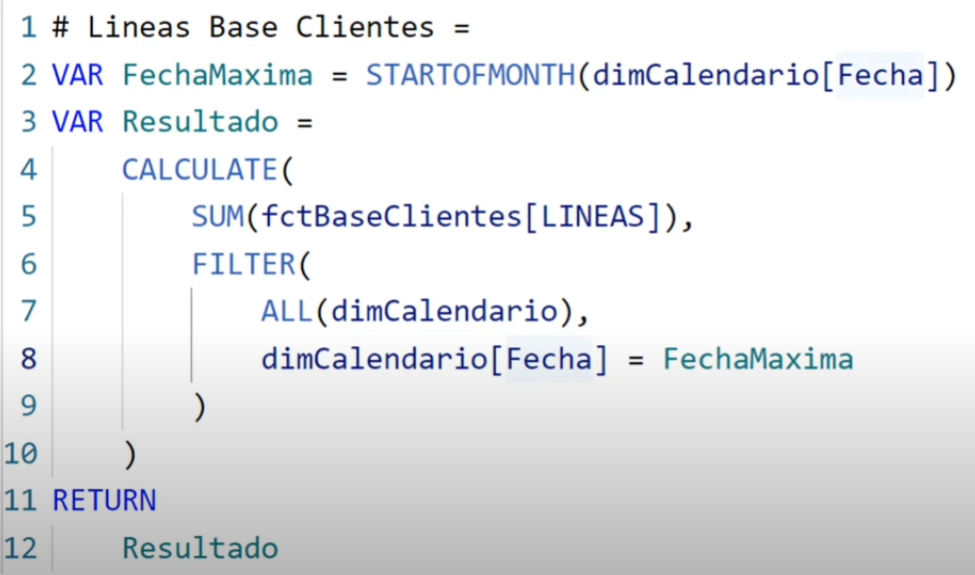 1 # Lineas Base Clientes =
2 VAR FechaMaxima = STARTOFMONTH(dimCalendario[Fecha])
3 VAR Resultado =
4 CALCULATE(
5 SUM(fctBaseClientes[LINEAS]),
6 FILTER(
7 ALL(dimCalendario),
8 dimCalendario[Fecha] = FechaMaxima
9 )
10 )
11 RETURN
12 Resultado